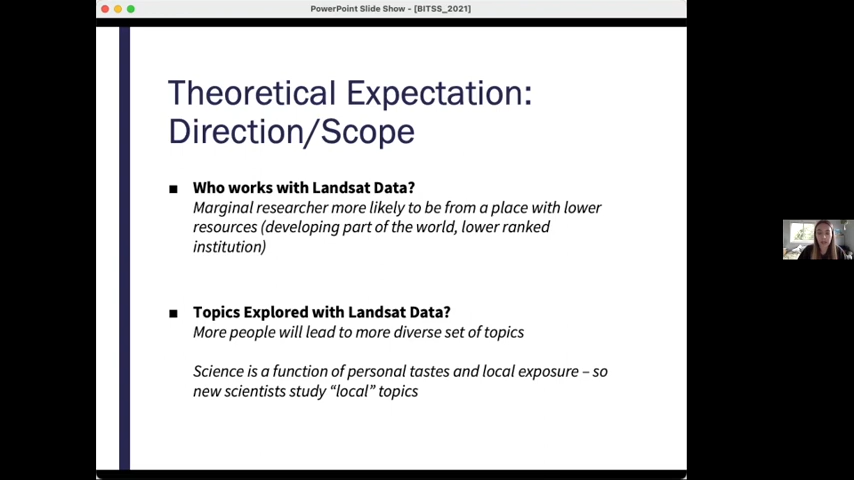 PowerPoint Slide Show - [BITSS_2021]
Theoretical Expectation:
Direction/Scope
■ Who works with Landsat Data?
Marginal researcher more likely to be from a place with lower
resources (developing part of the world, lower ranked
institution)
■ Topics Explored with Landsat Data?
More people will lead to more diverse set of topics
Science is a function of personal tastes and local exposure – so
new scientists study “local” topics